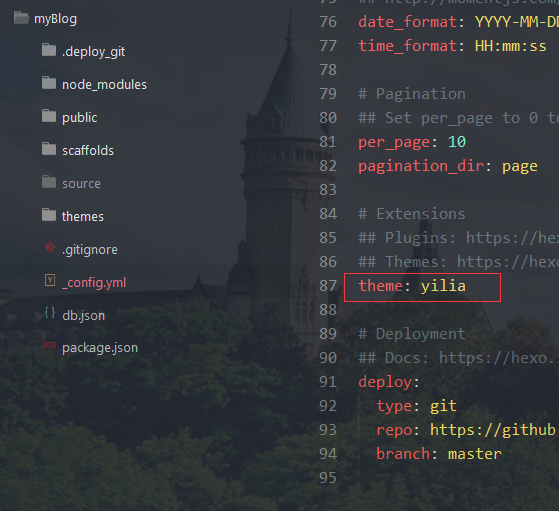 myBlog
.deploy_git
node_modules
public
scaffolds
source
themes
.gitignore
_config.yml
db.json
package.json
75
76 date_format: YYYY-MM-DD
77 time_format: HH:mm:ss
78
79 # Pagination
80 ## Set per_page to 0 to
81 per_page: 10
82 pagination_dir: page
83
84 # Extensions
85 ## Plugins: https://hex
86 ## Themes: https://hexo
87 theme: yilia
88
89 # Deployment
90 ## Docs: https://hexo.
91 deploy:
92 type: git
93 repo: https://github
94 branch: master
95